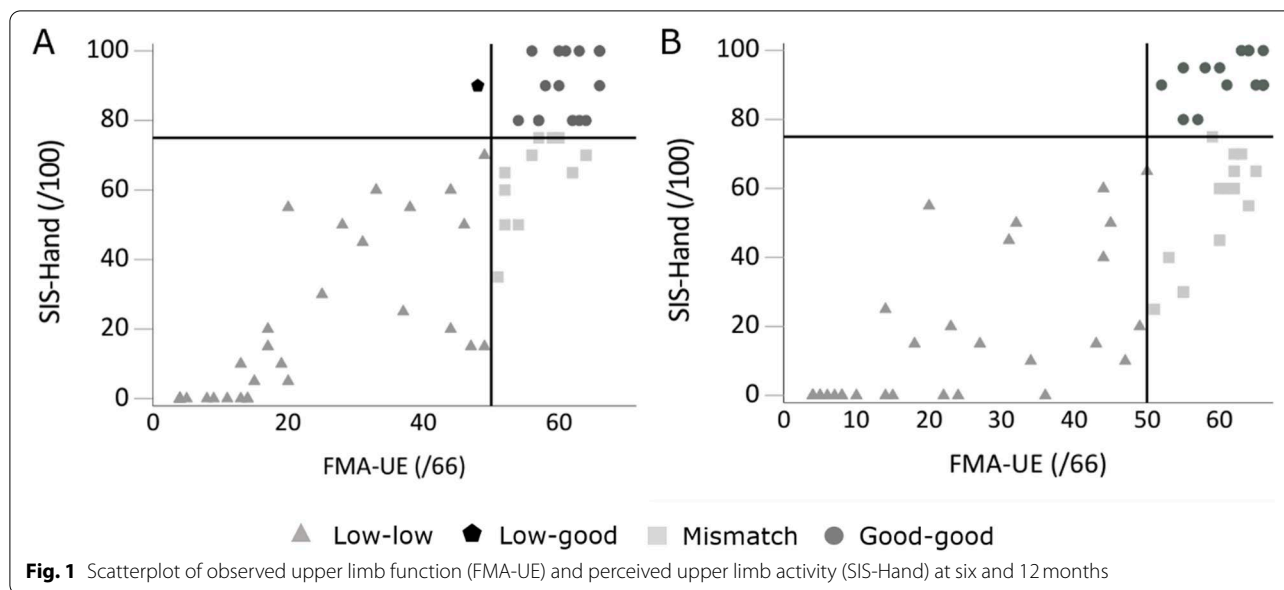 A
B
100
80
60
40
20
0
SIS-Hand (/100)
0 20 40 60
FMA-UE (/66)
100
80
60
40
20
0
SIS-Hand (/100)
0 10 20 30 40 50 60
FMA-UE (/66)
Low-low Low-good Mismatch Good-good
Fig. 1 Scatterplot of observed upper limb function (FMA-UE) and perceived upper limb activity (SIS-Hand) at six and 12 months